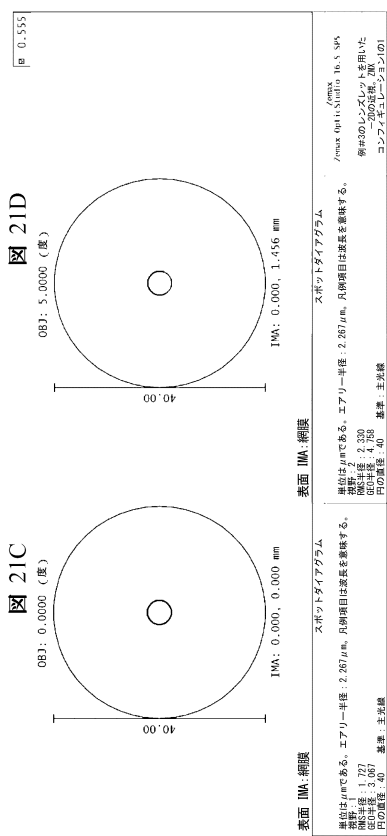 図 21C
OBJ: 0.0000 (度)
40.00
IMA: 0.000, 0.000 mm
表面 IMA:網膜
スポットダイアグラム
単位はμmである。エアリー半径:2.267μm。凡例項目は波長を意味する。
視野:1
RMS半径:1.727
GEO半径:3.067
円の直径:40 基準:主光線
図 21D
⊠ 0.555
OBJ: 5.0000 (度)
40.00
IMA: 0.000, 1.456 mm
表面 IMA:網膜
スポットダイアグラム
単位はμmである。エアリー半径:2.267μm。凡例項目は波長を意味する。
視野:2
RMS半径:2.330
GEO半径:4.758
円の直径:40 基準:主光線
Zemax
Zemax OpticStudio 16.5 SP5
例#3のレンズレットを用いた
-2Dの近視。ZMX
コンフィギュレーション1の1